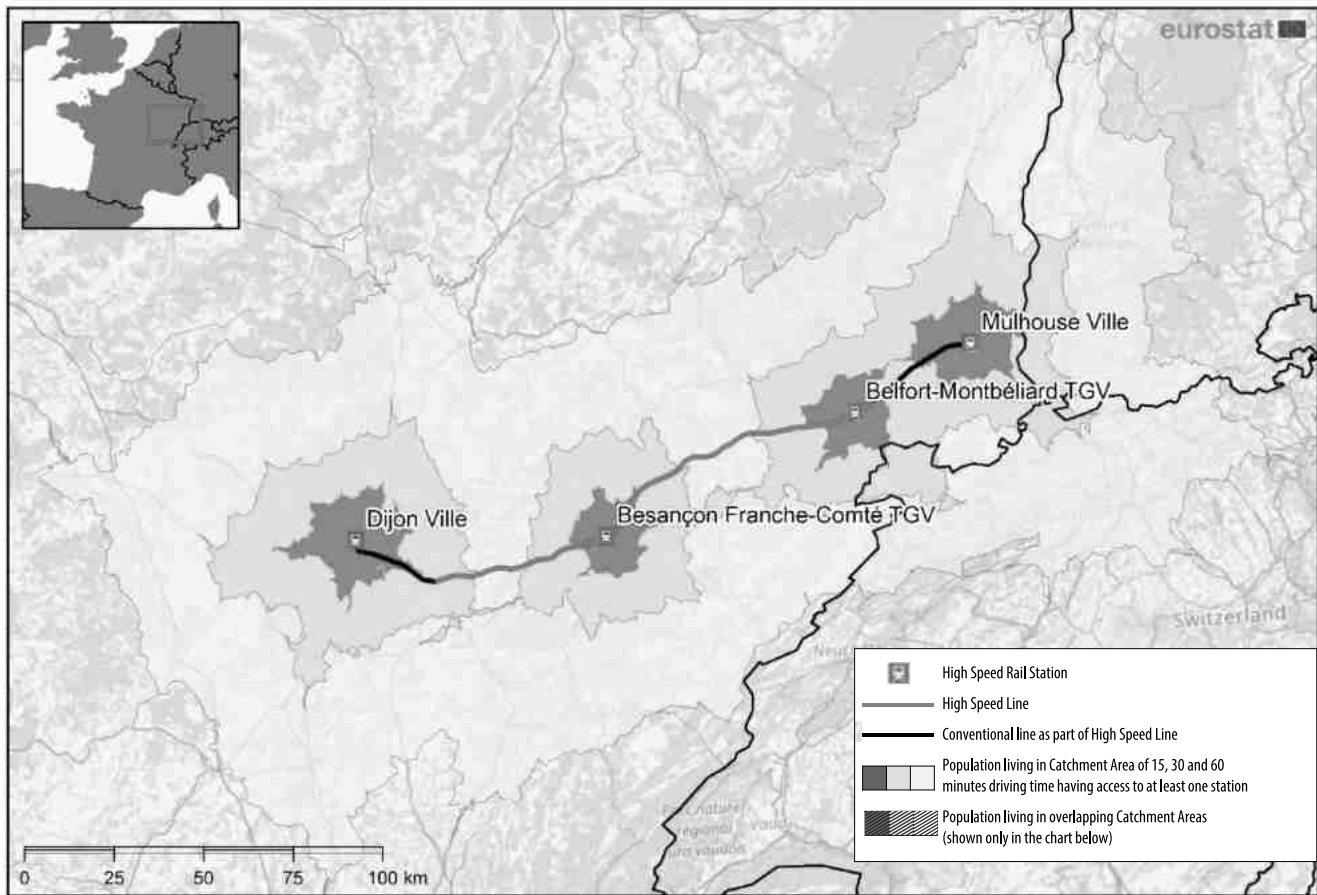 eurostat
Mulhouse Ville
Belfort-Montbéliard TGV
Besançon Franche-Comté TGV
Dijon Ville
Switzerland
High Speed Rail Station
High Speed Line
Conventional line as part of High Speed Line
Population living in Catchment Area of 15, 30 and 60
minutes driving time having access to at least one station
Population living in overlapping Catchment Areas
(shown only in the chart below)
0 25 50 75 100 km